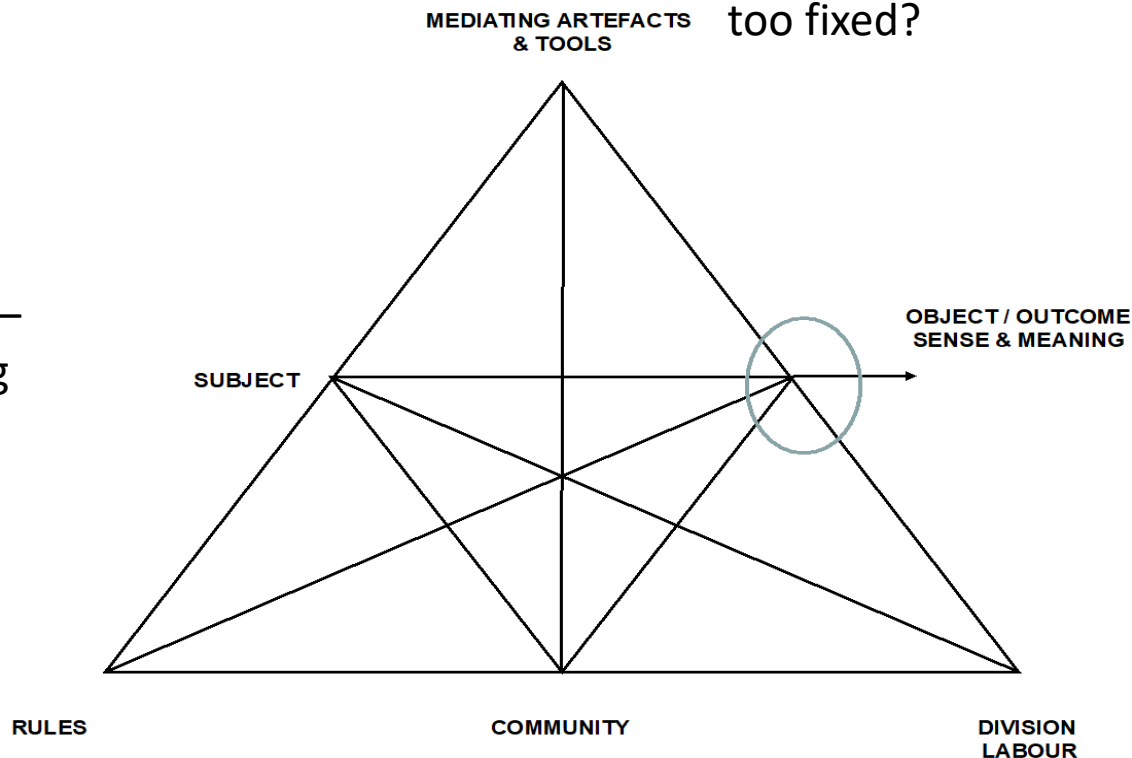 MEDIATING ARTEFACTS
& TOOLS
too fixed?
–
g
OBJECT / OUTCOME
SENSE & MEANING
SUBJECT
RULES
COMMUNITY
DIVISION
LABOUR